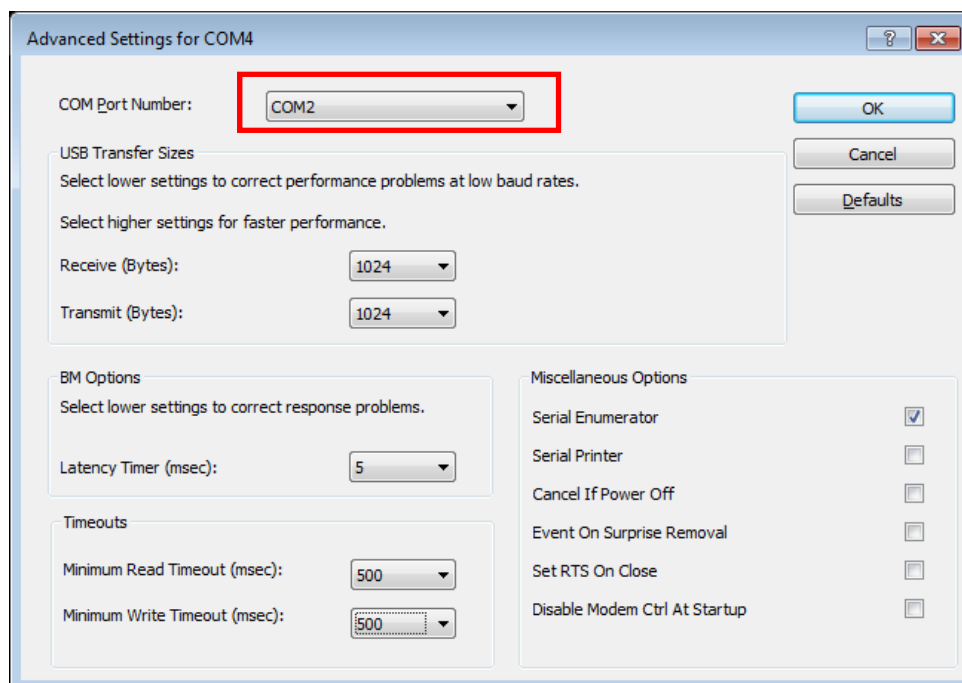 Advanced Settings for COM4
COM Port Number:
COM2
OK
USB Transfer Sizes
Cancel
Select lower settings to correct performance problems at low baud rates.
Defaults
Select higher settings for faster performance.
Receive (Bytes):
1024
Transmit (Bytes):
1024
BM Options
Select lower settings to correct response problems.
Latency Timer (msec):
5
Timeouts
Minimum Read Timeout (msec):
500
Minimum Write Timeout (msec):
500
Miscellaneous Options
Serial Enumerator
Serial Printer
Cancel If Power Off
Event On Surprise Removal
Set RTS On Close
Disable Modem Ctrl At Startup